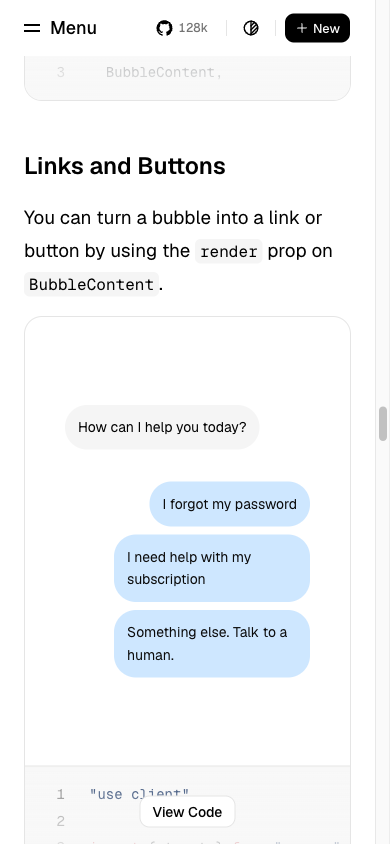 Menu
128k
New
3 BubbleContent,
Links and Buttons
You can turn a bubble into a link or
button by using the render prop on
BubbleContent.
How can I help you today?
I forgot my password
I need help with my
subscription
Something else. Talk to a
human.
1 "use client"
2
View Code